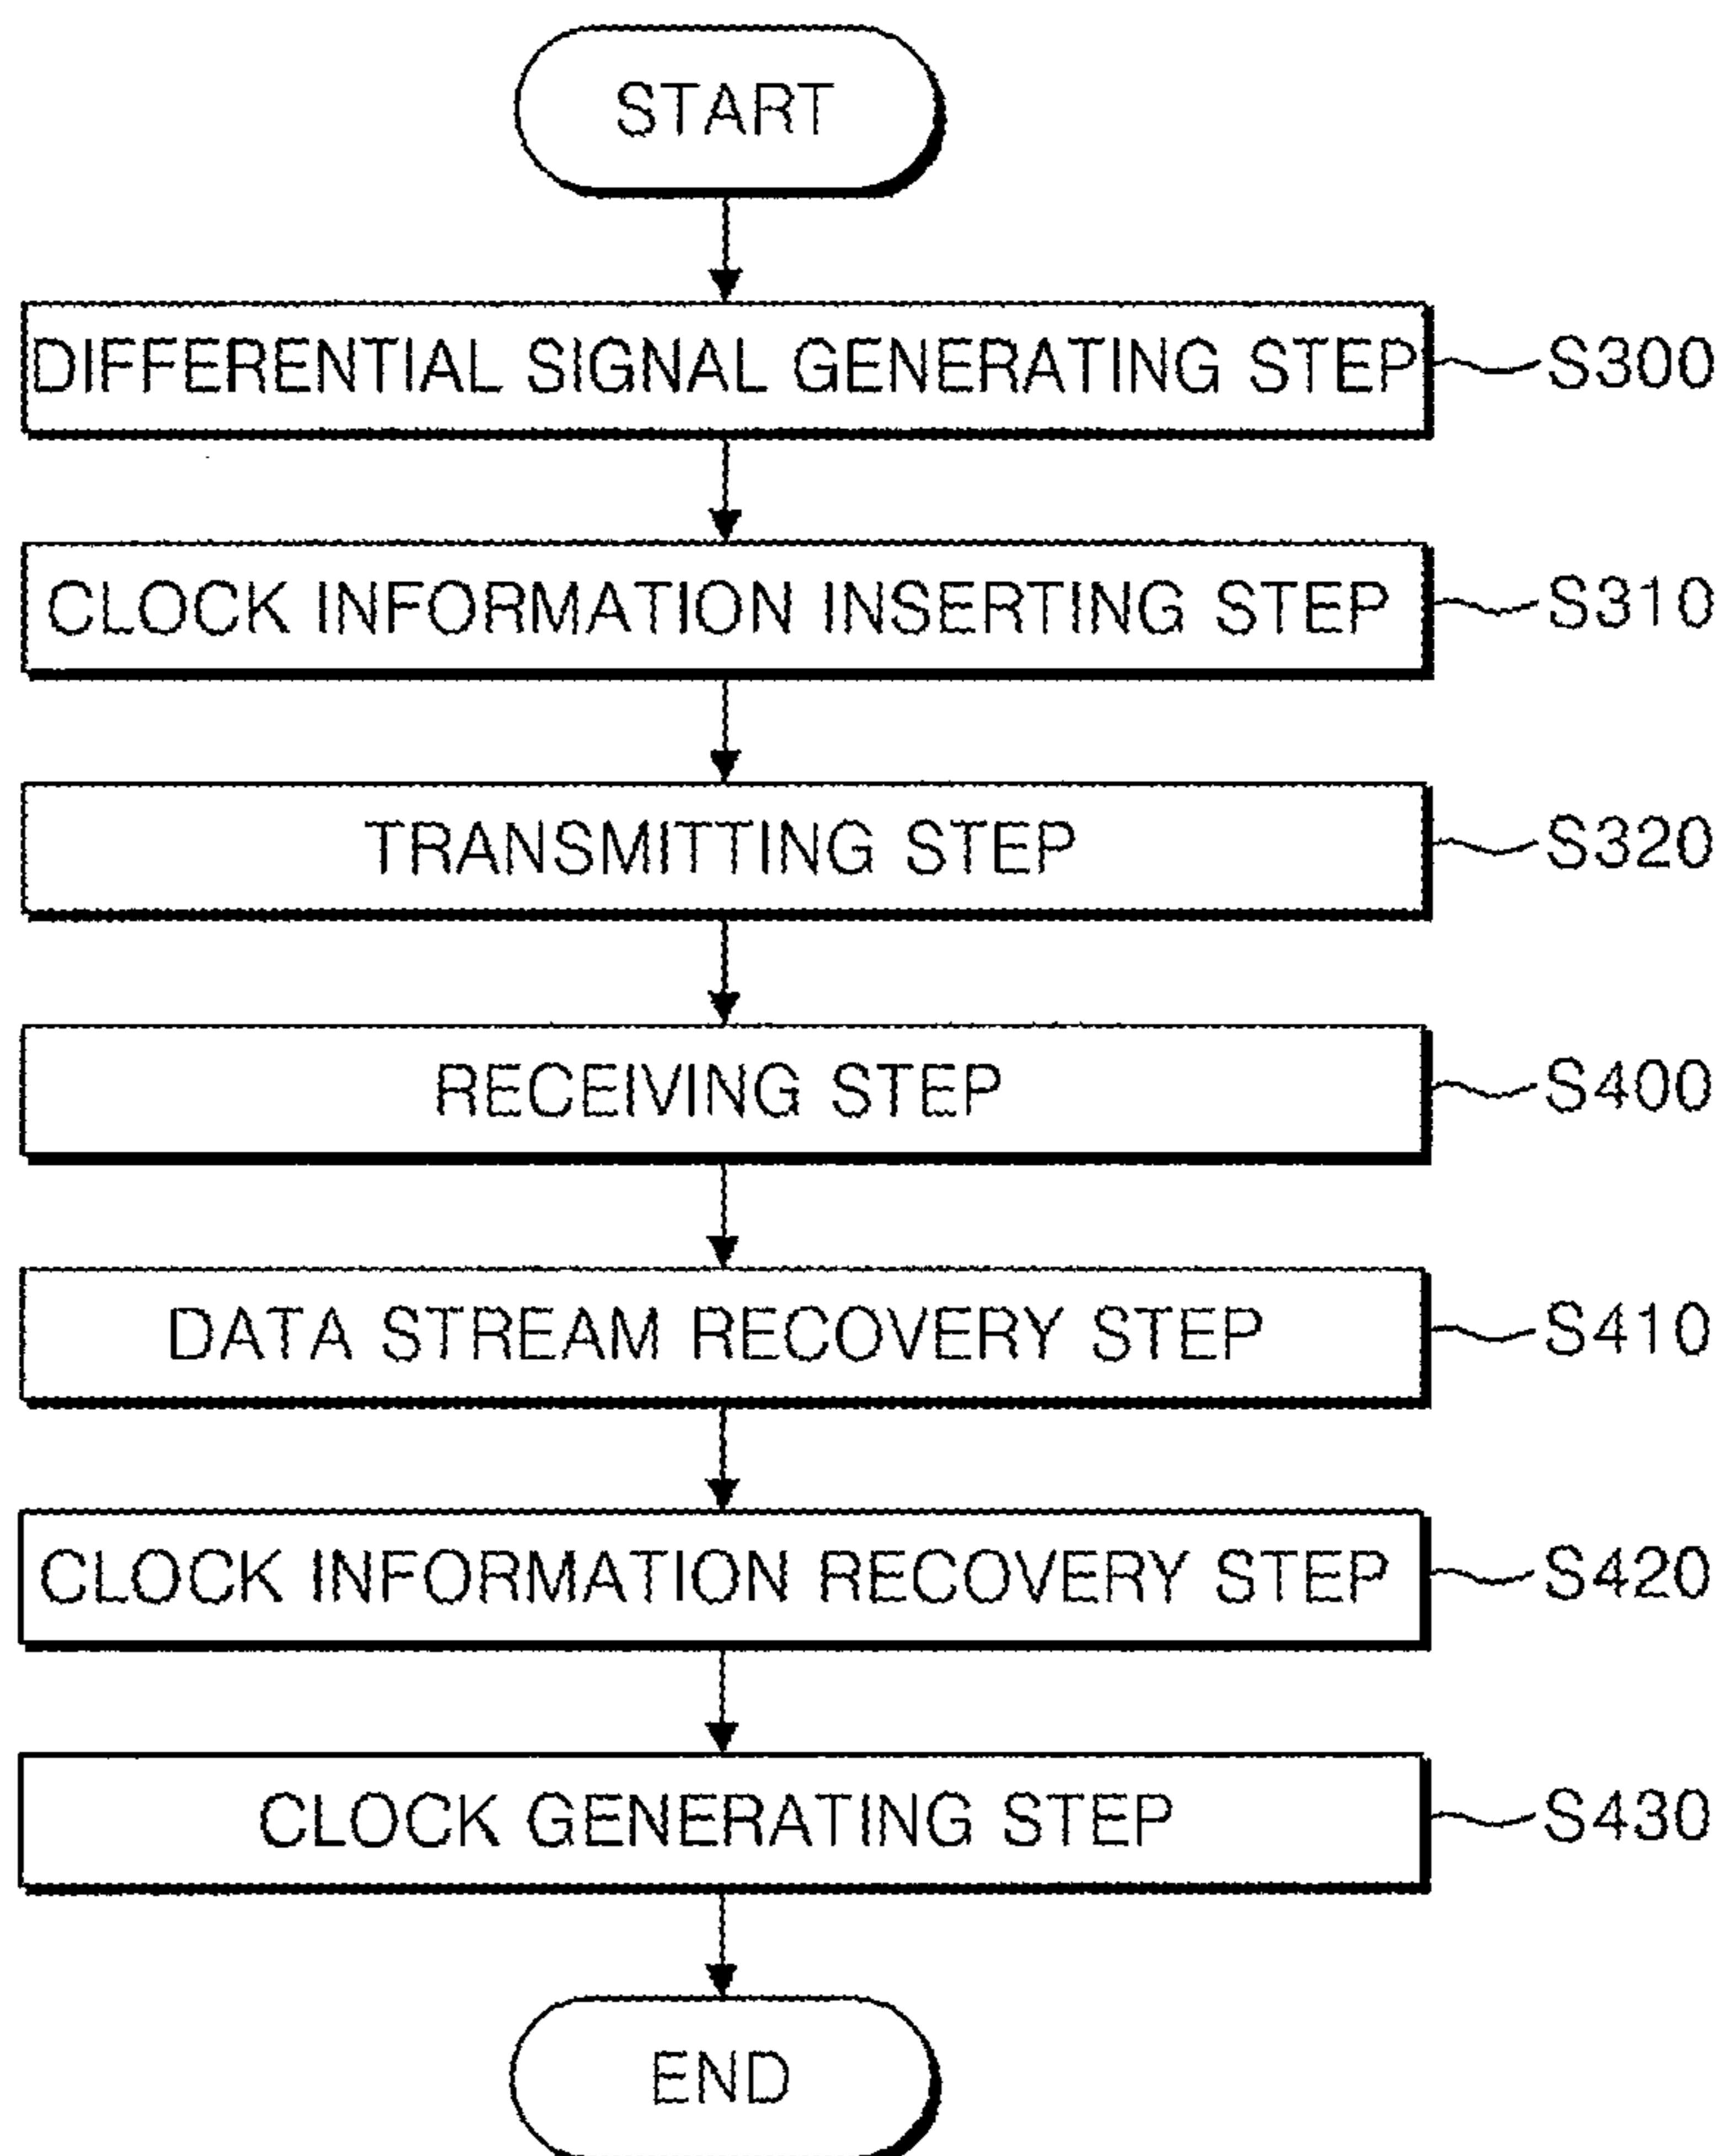 START
DIFFERENTIAL SIGNAL GENERATING STEP S300
CLOCK INFORMATION INSERTING STEP S310
TRANSMITTING STEP S320
RECEIVING STEP S400
DATA STREAM RECOVERY STEP S410
CLOCK INFORMATION RECOVERY STEP S420
CLOCK GENERATING STEP S430
END